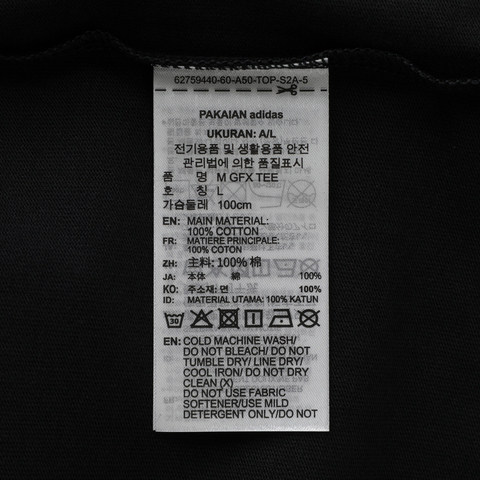 62759440-60-A50-TOP-S2A-5
PAKAIAN adidas
UKURAN: A/L
전기용품 및 생활용품 안전
관리법에 의한 품질표시
품 명 M GFX TEE
호 칭 L
가슴둘레 100cm
EN: MAIN MATERIAL:
100% COTTON
FR: MATIERE PRINCIPALE:
100% COTON
ZH: 主料: 100% 棉
JA: 本体 綿 100%
KO: 주소재: 면 100%
ID: MATERIAL UTAMA: 100% KATUN
30
EN: COLD MACHINE WASH/
DO NOT BLEACH/ DO NOT
TUMBLE DRY/ LINE DRY/
COOL IRON/ DO NOT DRY
CLEAN (X)
DO NOT USE FABRIC
SOFTENER/USE MILD
DETERGENT ONLY/DO NOT